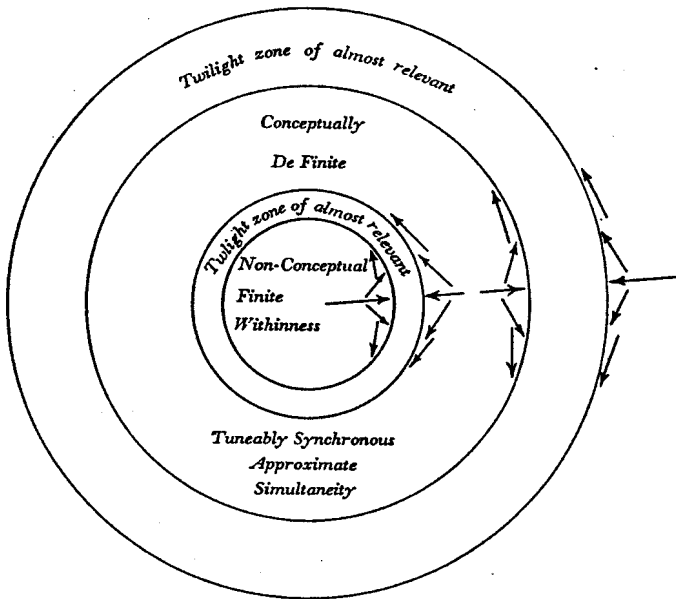 Twilight zone of almost relevant
Conceptually
De Finite
Twilight zone of almost relevant
Non-Conceptual
Finite
Withinness
Tuneably Synchronous
Approximate
Simultaneity